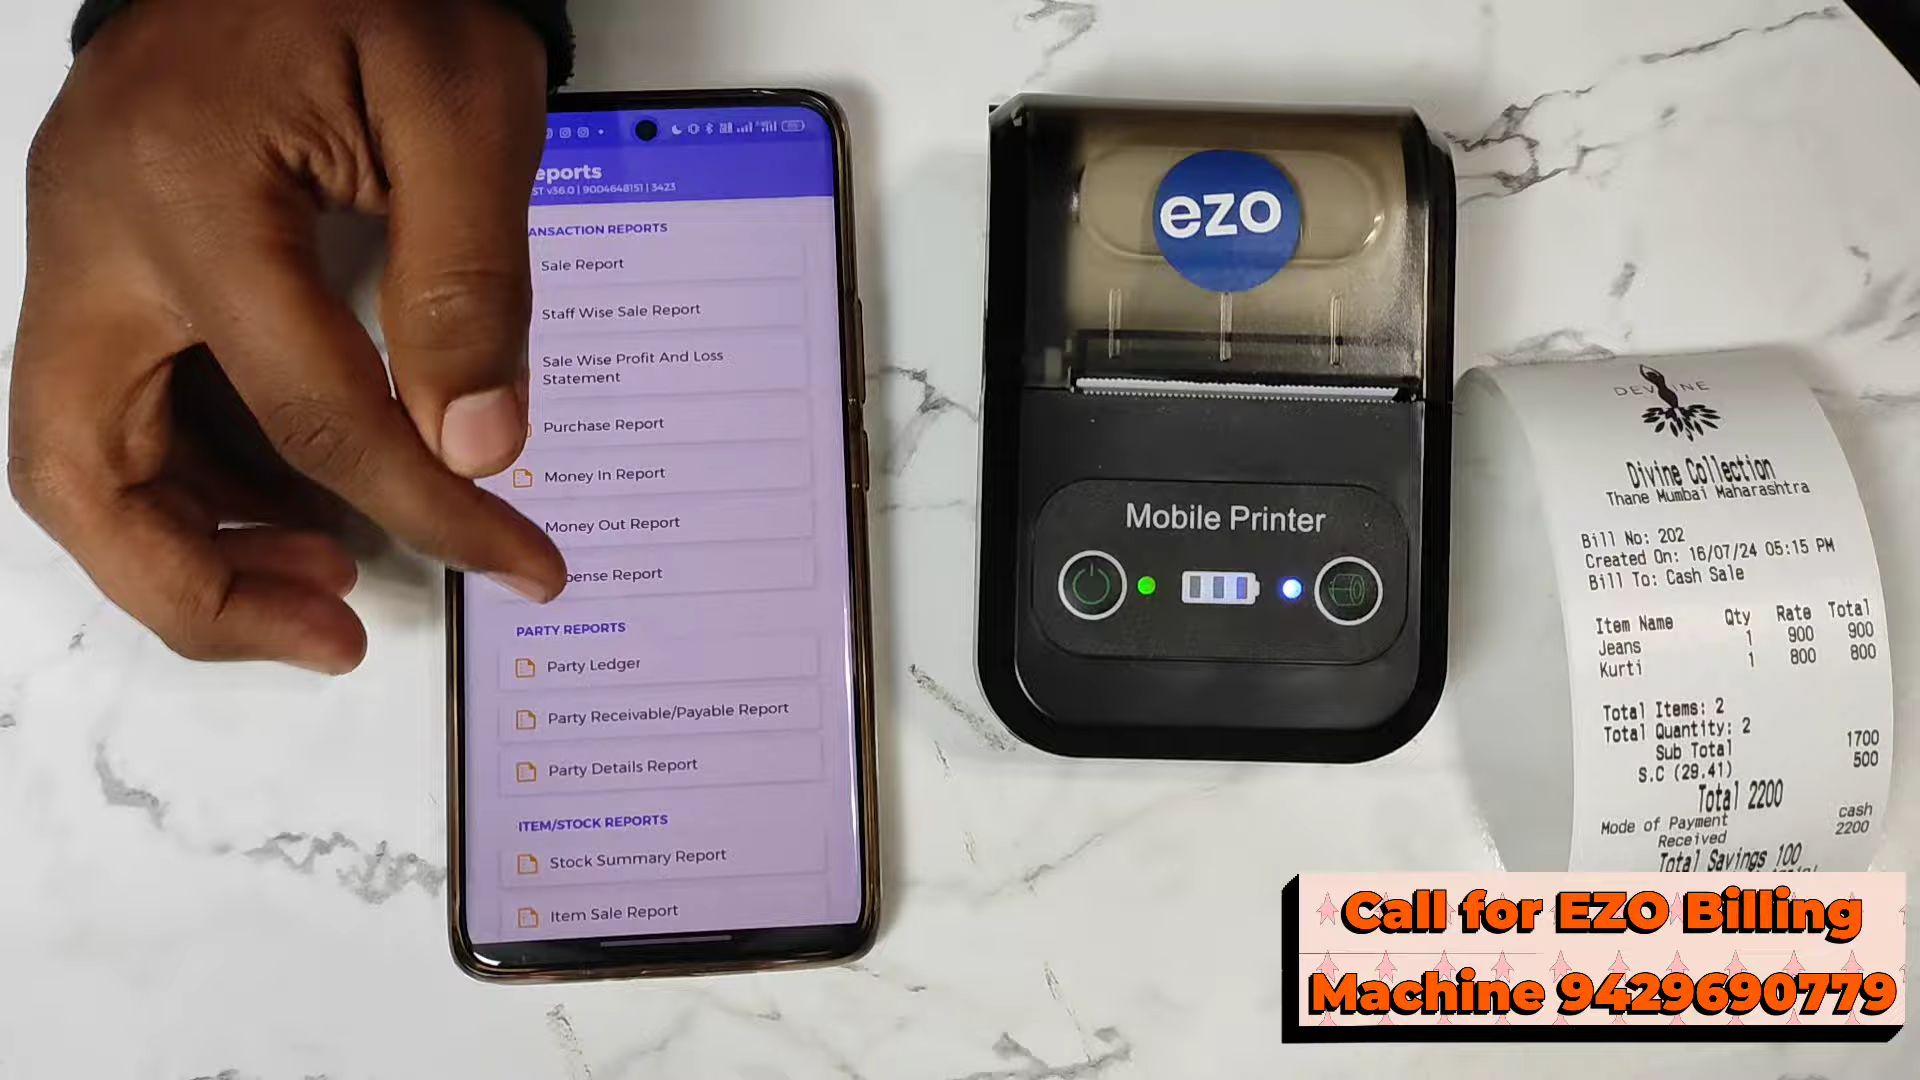 eports
ST v36.0 | 9004648151 | 3423
ANSACTION REPORTS
Sale Report
Staff Wise Sale Report
Sale Wise Profit And Loss
Statement
Purchase Report
Money In Report
Money Out Report
pense Report
PARTY REPORTS
Party Ledger
Party Receivable/Payable Report
Party Details Report
ITEM/STOCK REPORTS
Stock Summary Report
Item Sale Report
ezo
Mobile Printer
Divine Collection
Thane Mumbai Maharashtra
Bill No: 202
Created On: 16/07/24 05:15 PM
Bill To: Cash Sale
Item Name Qty Rate Total
Jeans 1 900 900
Kurti 1 800 800
Total Items: 2
Total Quantity: 2
Sub Total 1700
S.C (29.41) 500
Total 2200
Mode of Payment cash
Received 2200
Total Savings 100
Call for EZO Billing
Machine 9429690779